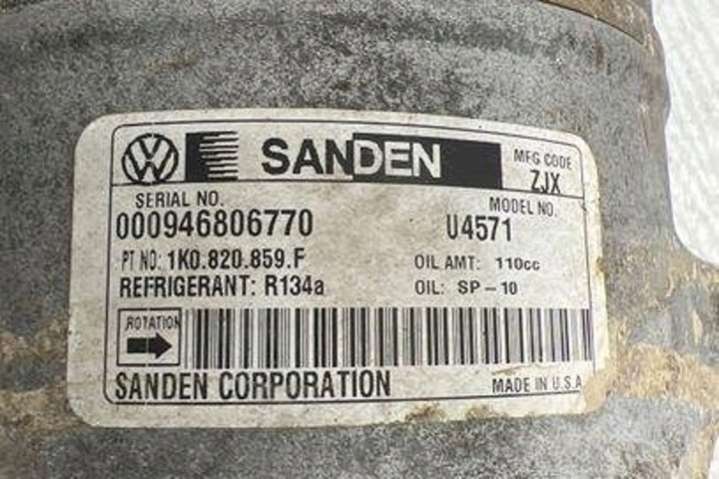 SANDEN
MFG CODE
ZJX
SERIAL NO.
MODEL NO.
000946806770
U4571
PT NO: 1K0.820.859.F
OIL AMT: 110cc
REFRIGERANT: R134a
OIL: SP-10
ROTATION
SANDEN CORPORATION
MADE IN U.S.A